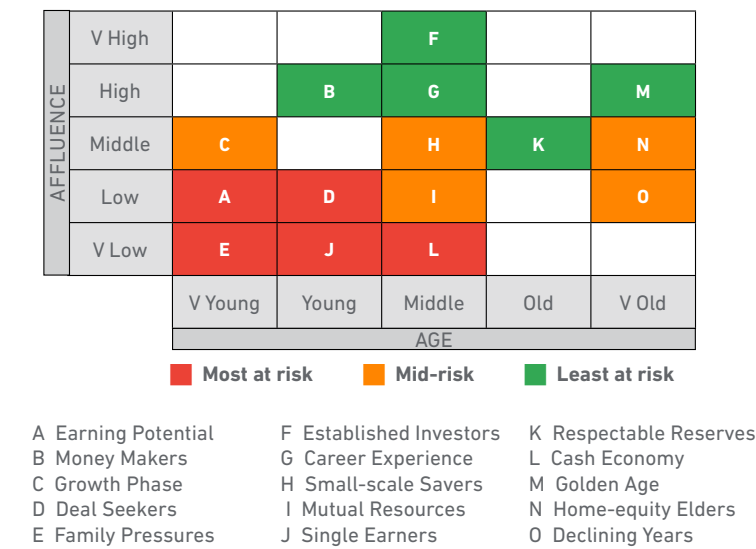 V High
F
High
B
G
M
AFFLUENCE
Middle
C
H
K
N
Low
A
D
I
O
V Low
E
J
L
V Young
Young
Middle
Old
V Old
AGE
Most at risk
Mid-risk
Least at risk
A Earning Potential
B Money Makers
C Growth Phase
D Deal Seekers
E Family Pressures
F Established Investors
G Career Experience
H Small-scale Savers
I Mutual Resources
J Single Earners
K Respectable Reserves
L Cash Economy
M Golden Age
N Home-equity Elders
O Declining Years